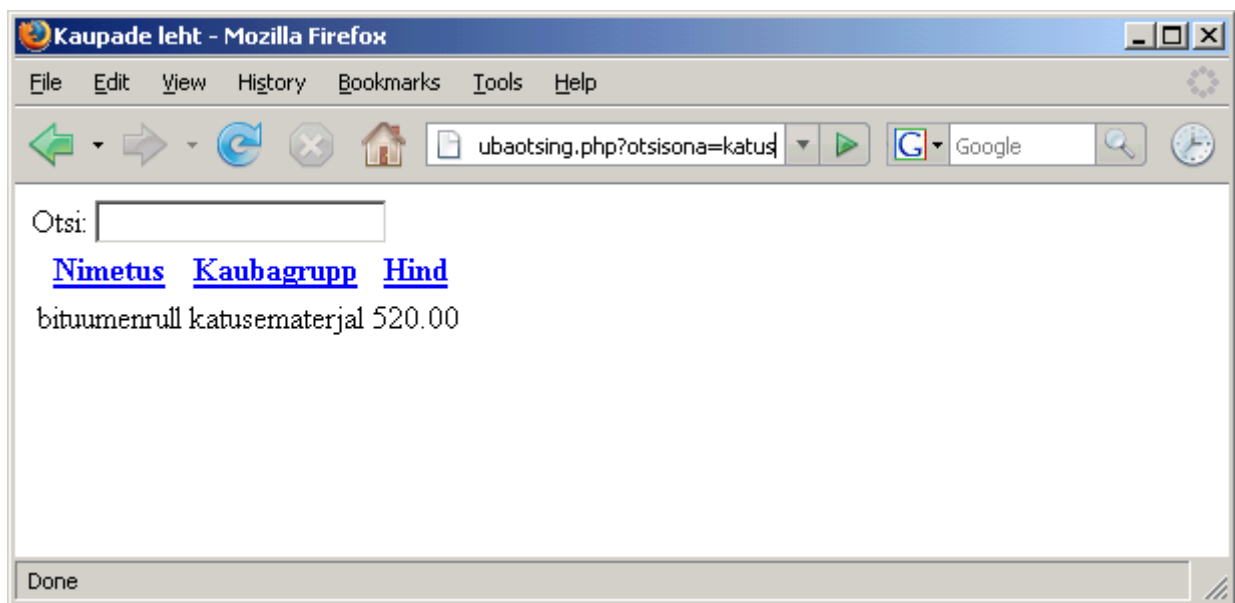 Kaupade leht - Mozilla Firefox
File Edit View History Bookmarks Tools Help
ubaotsing.php?otsisona=katus G Google
Otsi:
Nimetus Kaubagrupp Hind
bituumenrull katusematerjal 520.00
Done